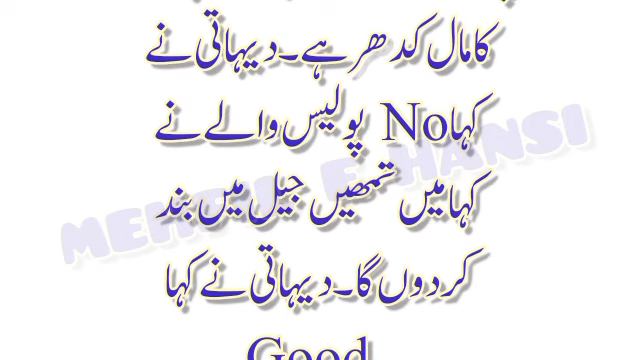 کا مال کدھر ہے۔ دیہاتی نے
کہا No پولیس والے نے
کہا میں تمھیں جیل میں بند
کر دوں گا۔ دیہاتی نے کہا
Good